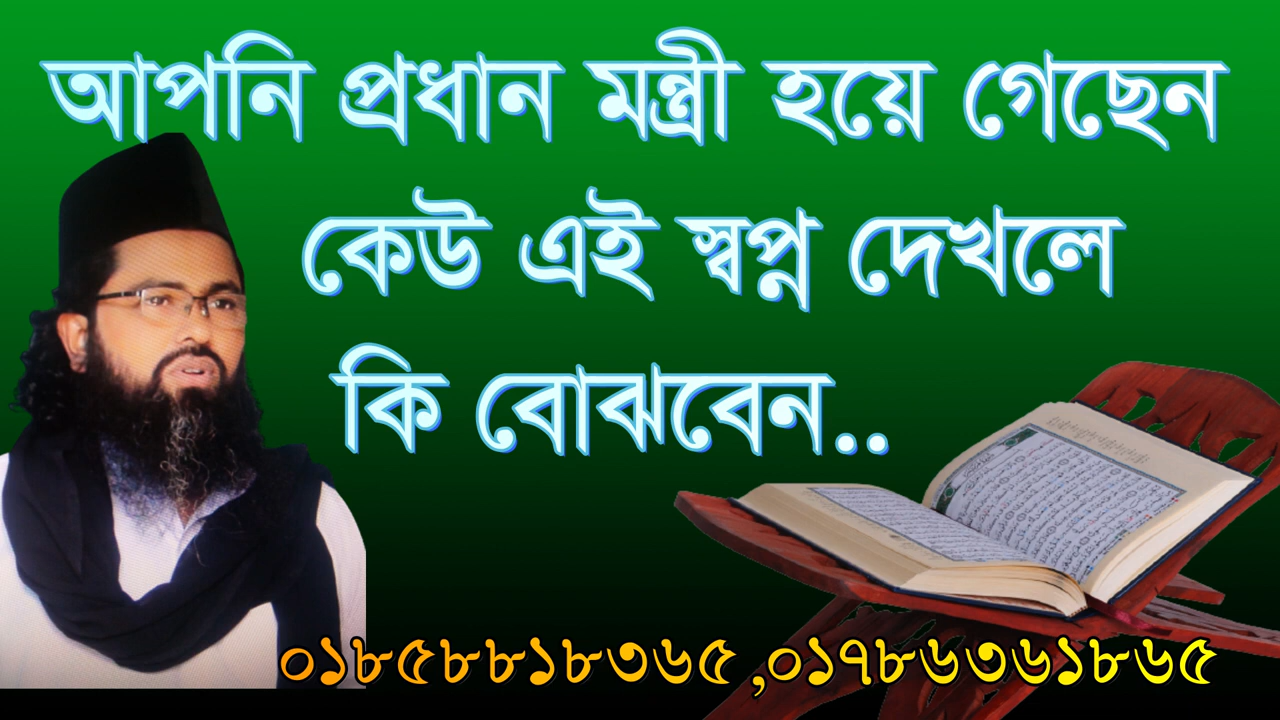 আপনি প্রধান মন্ত্রী হয়ে গেছেন
কেউ এই স্বপ্ন দেখলে
কি বোঝবেন..
০১৮৫৮৮১৮৩৬৫ ,০১৭৮৬৩৬১৮৬৫